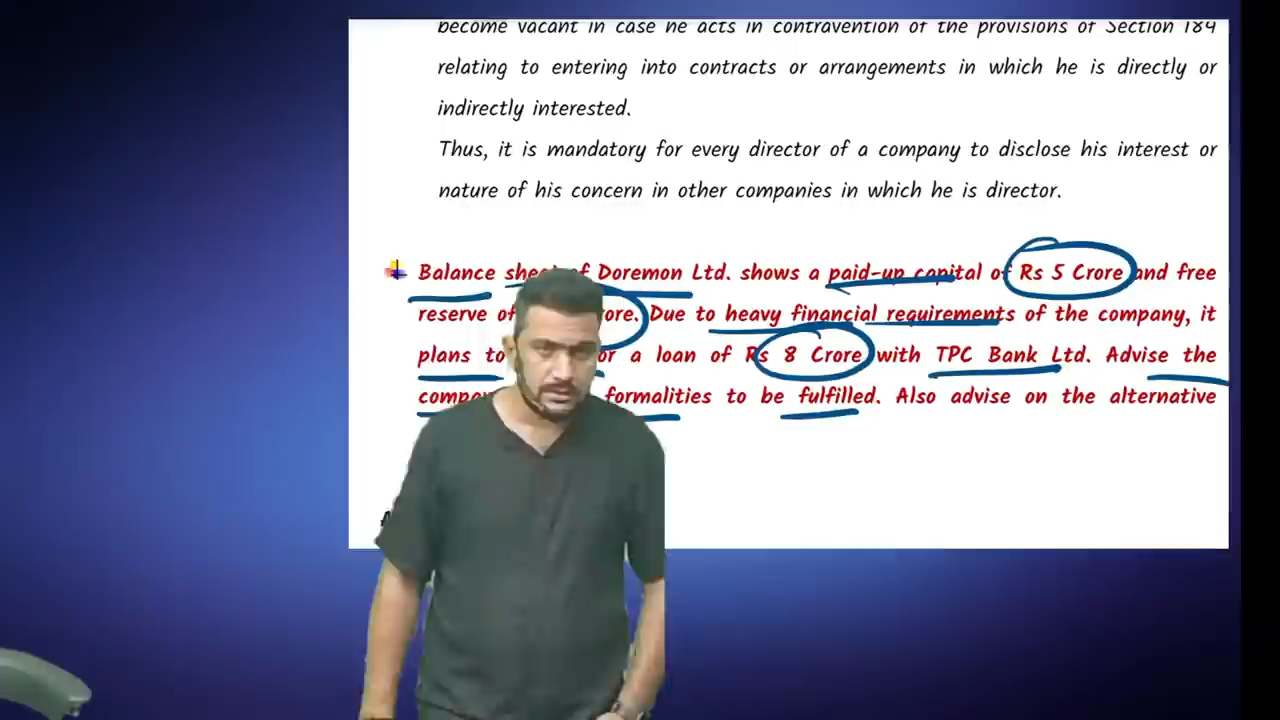 become vacant in case he acts in contravention of the provisions of Section 184
relating to entering into contracts or arrangements in which he is directly or
indirectly interested.
Thus, it is mandatory for every director of a company to disclose his interest or
nature of his concern in other companies in which he is director.
Balance sheet of Doremon Ltd. shows a paid-up capital of Rs 5 Crore and free
reserve of Due to heavy financial requirements of the company, it
plans to a loan of Rs 8 Crore with TPC Bank Ltd. Advise the
formalities to be fulfilled. Also advise on the alternative